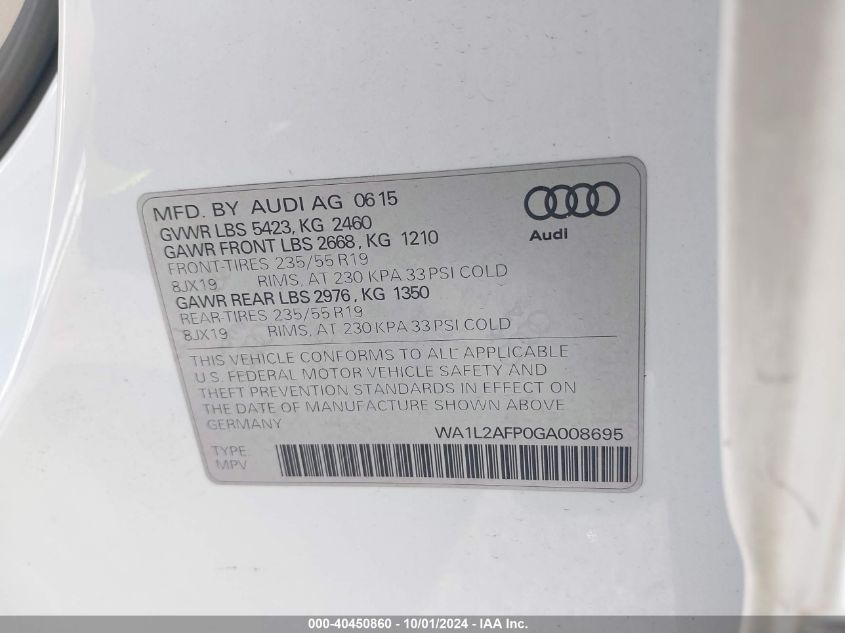 MFD. BY AUDI AG 0615
GVWR LBS 5423, KG 2460
GAWR FRONT LBS 2668, KG 1210
FRONT-TIRES 235/55 R19
8JX19 RIMS, AT 230 KPA 33 PSI COLD
GAWR REAR LBS 2976, KG 1350
REAR-TIRES 235/55 R19
8JX19 RIMS, AT 230 KPA 33 PSI COLD
Audi
THIS VEHICLE CONFORMS TO ALL APPLICABLE
U.S. FEDERAL MOTOR VEHICLE SAFETY AND
THEFT PREVENTION STANDARDS IN EFFECT ON
THE DATE OF MANUFACTURE SHOWN ABOVE
GERMANY
WA1L2AFP0GA008695
TYPE:
MPV
000-40450860 - 10/01/2024 - IAA Inc.